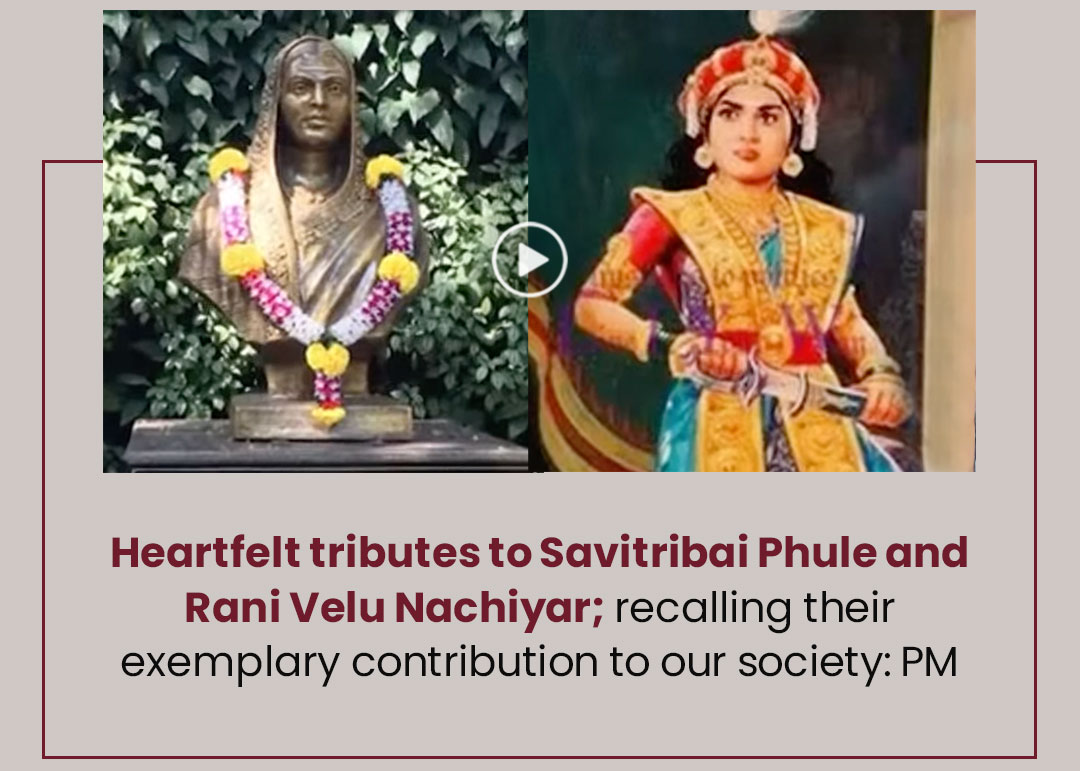 Heartfelt tributes to Savitribai Phule and
Rani Velu Nachiyar; recalling their
exemplary contribution to our society: PM